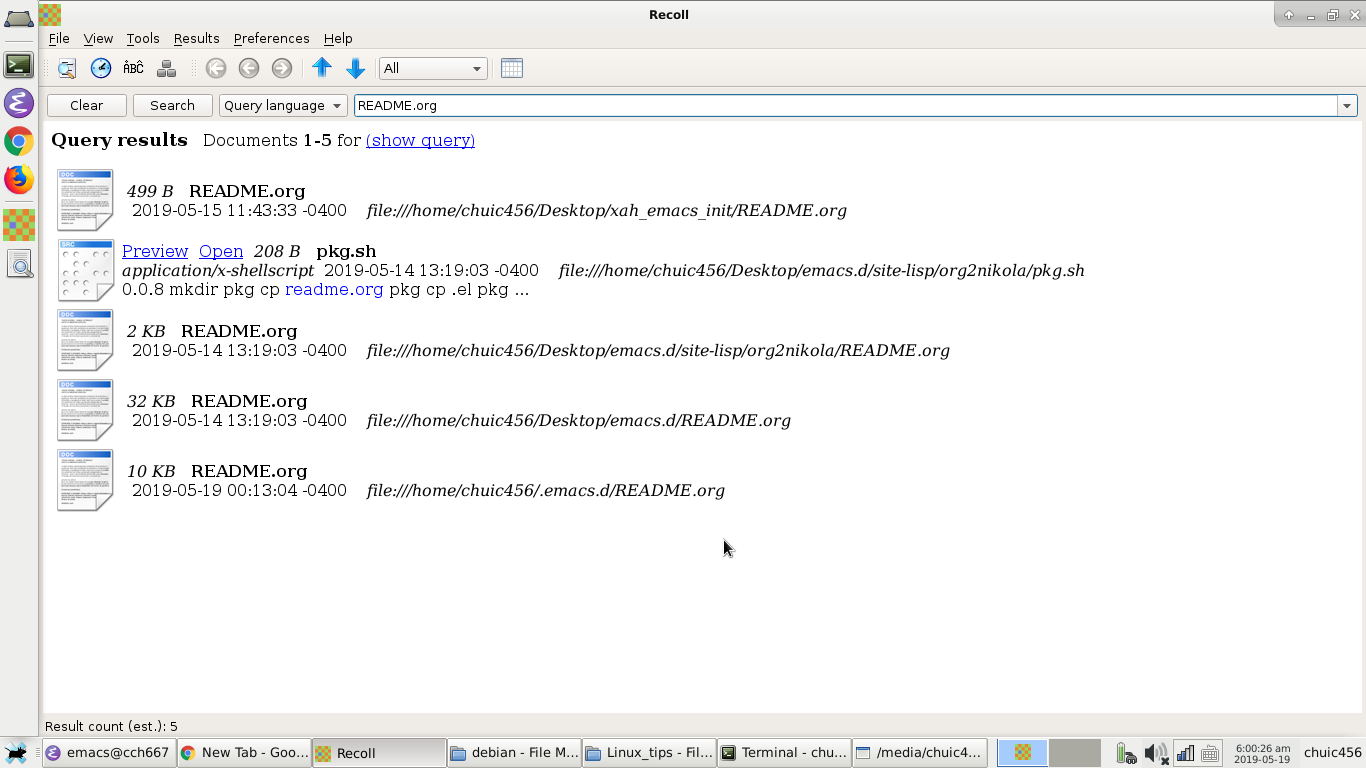 Recoll
File View Tools Results Preferences Help
ABC All
Clear Search Query language README.org
Query results Documents 1-5 for (show query)
DOC
499 B README.org
2019-05-15 11:43:33 -0400 file:///home/chuic456/Desktop/xah_emacs_init/README.org
SRC
Preview Open 208 B pkg.sh
application/x-shellscript 2019-05-14 13:19:03 -0400 file:///home/chuic456/Desktop/emacs.d/site-lisp/org2nikola/pkg.sh
0.0.8 mkdir pkg cp readme.org pkg cp .el pkg ...
DOC
2 KB README.org
2019-05-14 13:19:03 -0400 file:///home/chuic456/Desktop/emacs.d/site-lisp/org2nikola/README.org
DOC
32 KB README.org
2019-05-14 13:19:03 -0400 file:///home/chuic456/Desktop/emacs.d/README.org
DOC
10 KB README.org
2019-05-19 00:13:04 -0400 file:///home/chuic456/.emacs.d/README.org
Result count (est.): 5
emacs@cch667 New Tab - Goo... Recoll debian - File M... Linux_tips - Fil... Terminal - chu... /media/chuic4... 6:00:26 am chuic456
2019-05-19